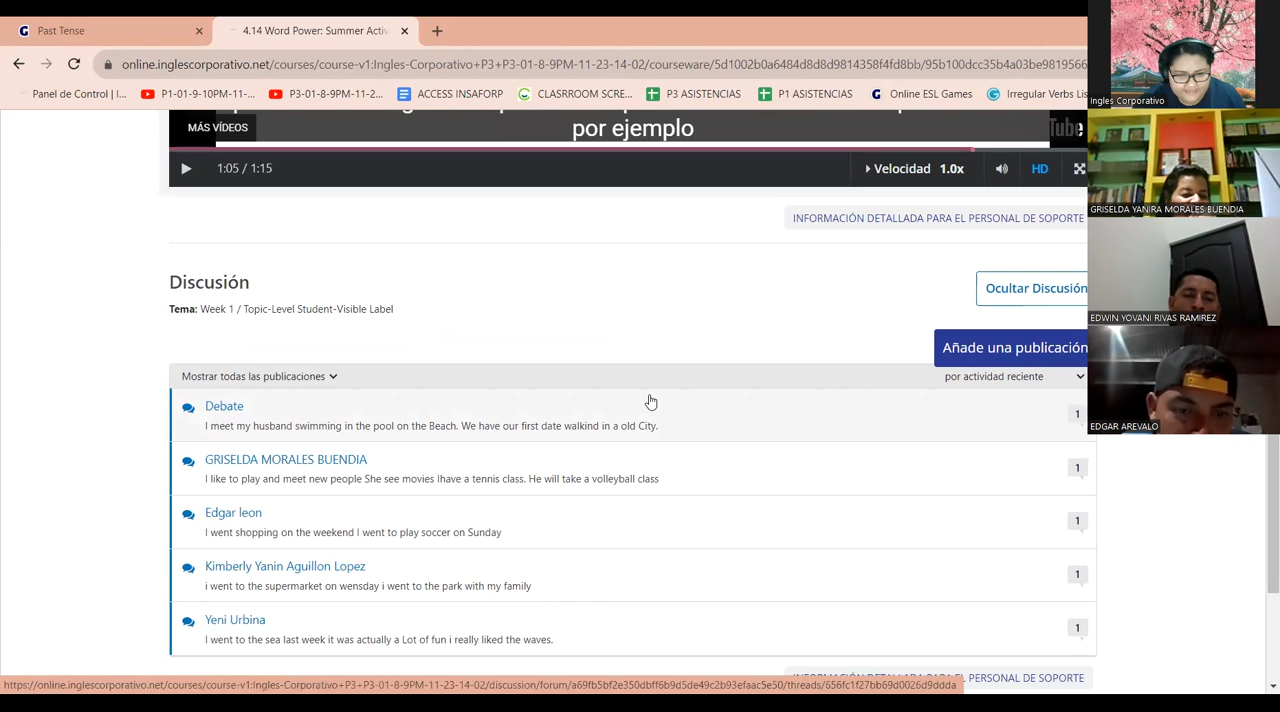 Past Tense
4.14 Word Power: Summer Activ
online.inglescorporativo.net/courses/course-v1:Ingles-Corporativo+P3+P3-01-8-9PM-11-23-14-02/courseware/5d1002b0a6484d8d8d9814358f4fd8bb/95b100dcc35b4a03be9819566
Panel de Control | I...
P1-01-9-10PM-11-...
P3-01-8-9PM-11-2...
ACCESS INSAFORP
CLASRROOM SCRE...
P3 ASISTENCIAS
P1 ASISTENCIAS
Online ESL Games
Irregular Verbs Lis
Ingles Corporativo
MÁS VÍDEOS
por ejemplo
1:05 / 1:15
Velocidad 1.0x
HD
GRISELDA YANIRA MORALES BUENDIA
INFORMACIÓN DETALLADA PARA EL PERSONAL DE SOPORTE
Discusión
Ocultar Discusión
Tema: Week 1 / Topic-Level Student-Visible Label
EDWIN YOVANI RIVAS RAMIREZ
Añade una publicación
Mostrar todas las publicaciones
por actividad reciente
Debate
1
I meet my husband swimming in the pool on the Beach. We have our first date walkind in a old City.
EDGAR AREVALO
GRISELDA MORALES BUENDIA
1
I like to play and meet new people She see movies Ihave a tennis class. He will take a volleyball class
Edgar leon
1
I went shopping on the weekend I went to play soccer on Sunday
Kimberly Yanin Aguillon Lopez
1
i went to the supermarket on wensday i went to the park with my family
Yeni Urbina
1
I went to the sea last week it was actually a Lot of fun i really liked the waves.
PERSONAL DE SOPORTE
https://online.inglescorporativo.net/courses/course-v1:Ingles-Corporativo+P3+P3-01-8-9PM-11-23-14-02/discussion/forum/a69fb5bf2e350dbff6b9d5de49c2b93efaac5e50/threads/656fc1f27bb69d0026d9ddda